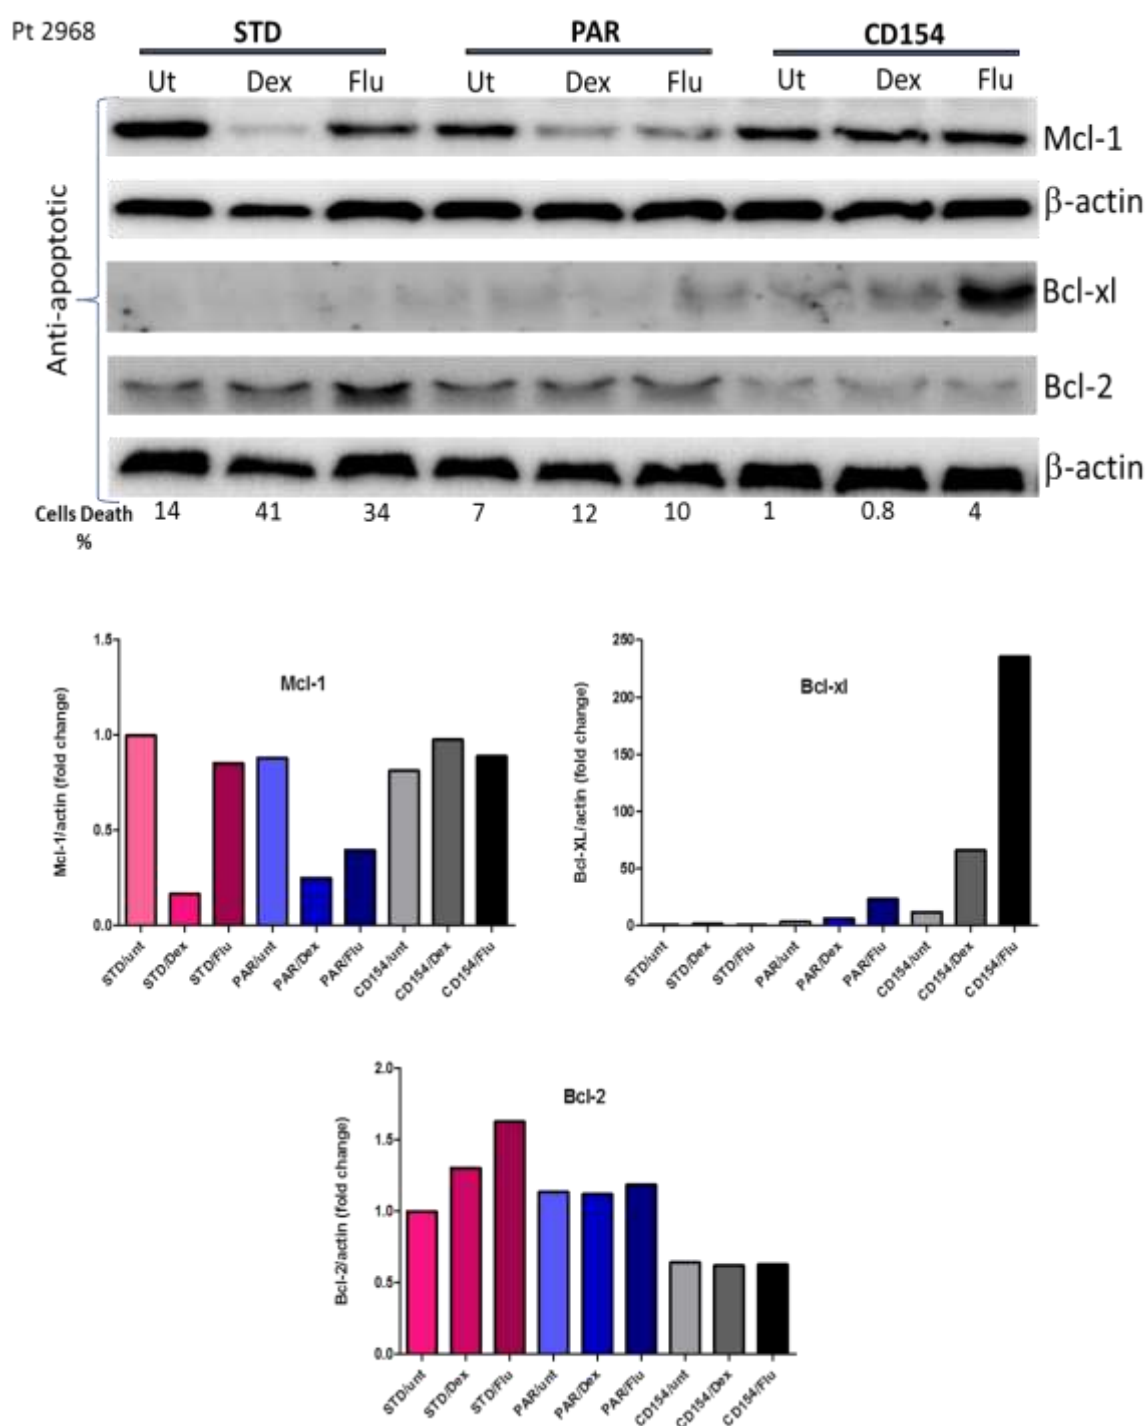 Pt 2968 STD PAR CD154
Ut Dex Flu Ut Dex Flu Ut Dex Flu
Anti-apoptotic
Mcl-1
β-actin
Bcl-xl
Bcl-2
β-actin
Cells Death 14 41 34 7 12 10 1 0.8 4
%
Mcl-1
Mcl-1/actin (fold change)
1.5
1.0
0.5
0.0
STD/unt STD/Dex STD/Flu PAR/unt PAR/Dex PAR/Flu CD154/unt CD154/Dex CD154/Flu
Bcl-xl
Bcl-XL/actin (fold change)
250
200
150
100
50
0
STD/unt STD/Dex STD/Flu PAR/unt PAR/Dex PAR/Flu CD154/unt CD154/Dex CD154/Flu
Bcl-2
Bcl-2/actin (fold change)
2.0
1.5
1.0
0.5
0.0
STD/unt STD/Dex STD/Flu PAR/unt PAR/Dex PAR/Flu CD154/unt CD154/Dex CD154/Flu